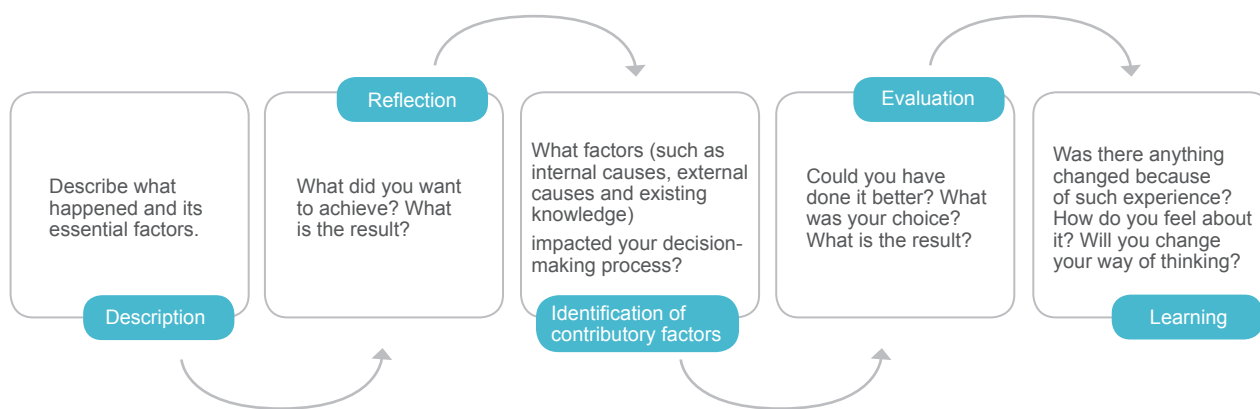 Describe what
happened and its
essential factors.
Description
Reflection
What did you want
to achieve? What
is the result?
What factors (such as
internal causes, external
causes and existing
knowledge)
impacted your decision-
making process?
Identification of
contributory factors
Evaluation
Could you have
done it better? What
was your choice?
What is the result?
Was there anything
changed because
of such experience?
How do you feel about
it? Will you change
your way of thinking?
Learning